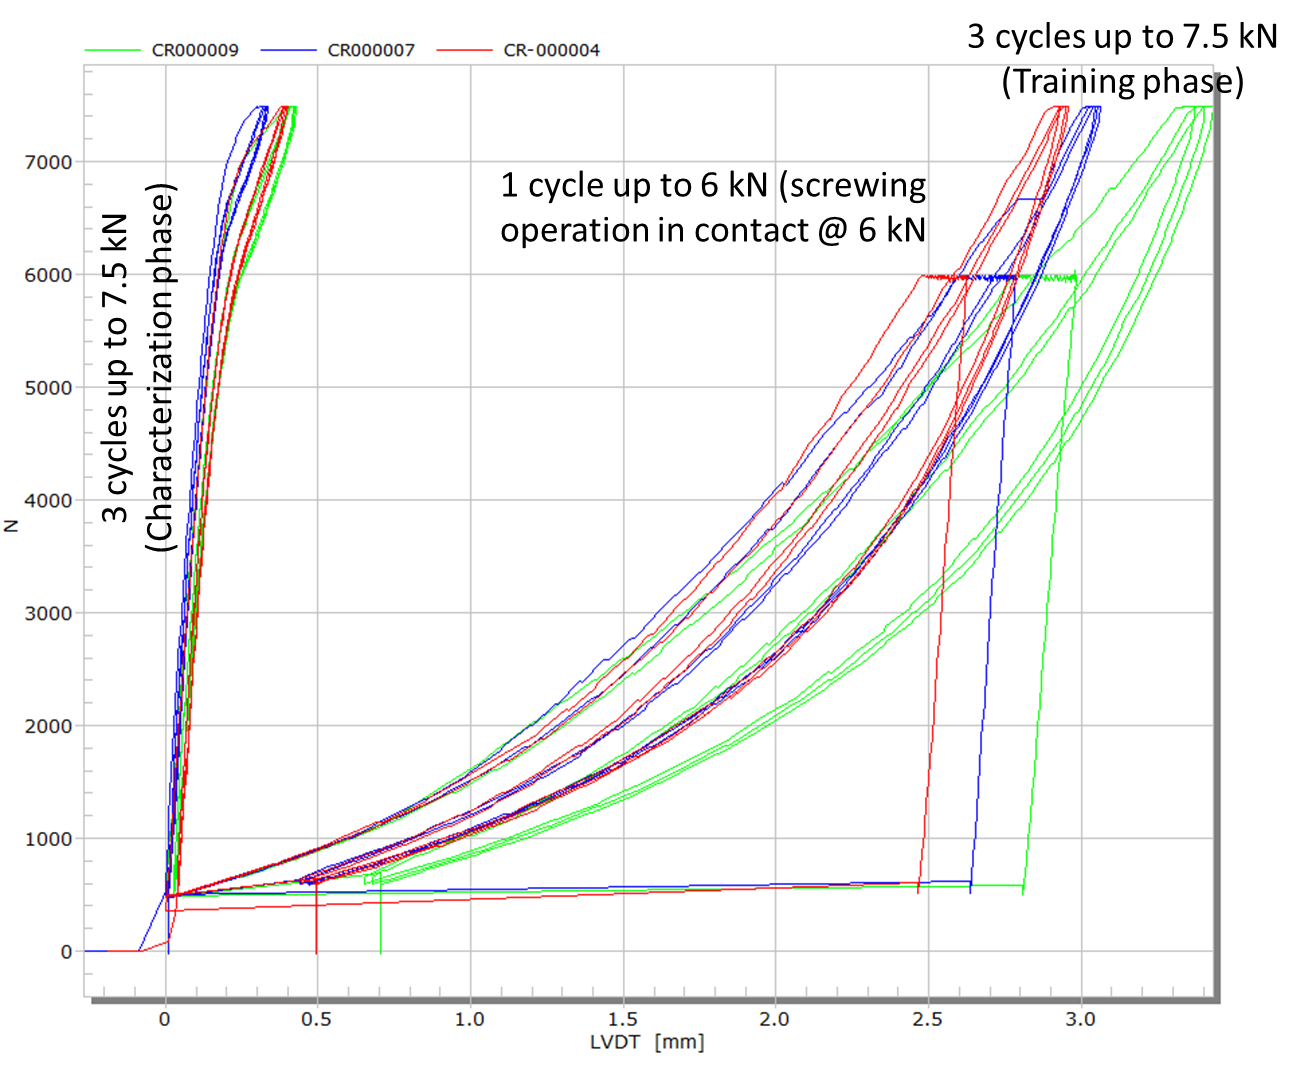 CR000009 CR000007 CR-000004
3 cycles up to 7.5 kN
(Training phase)
1 cycle up to 6 kN (screwing
operation in contact @ 6 kN
3 cycles up to 7.5 kN
(Characterization phase)
N
7000
6000
5000
4000
3000
2000
1000
0
0 0.5 1.0 1.5 2.0 2.5 3.0
LVDT [mm]